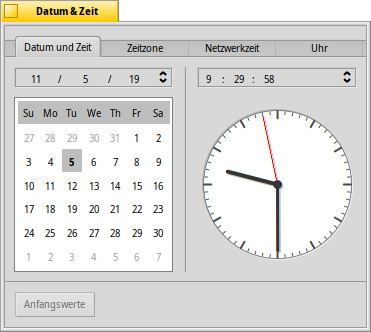 Datum & Zeit
Datum und Zeit Zeitzone Netzwerkzeit Uhr
11 / 5 / 19 9 : 29 : 58
Su Mo Tu We Th Fr Sa
27 28 29 30 31 1 2
3 4 5 6 7 8 9
10 11 12 13 14 15 16
17 18 19 20 21 22 23
24 25 26 27 28 29 30
1 2 3 4 5 6 7
Anfangswerte